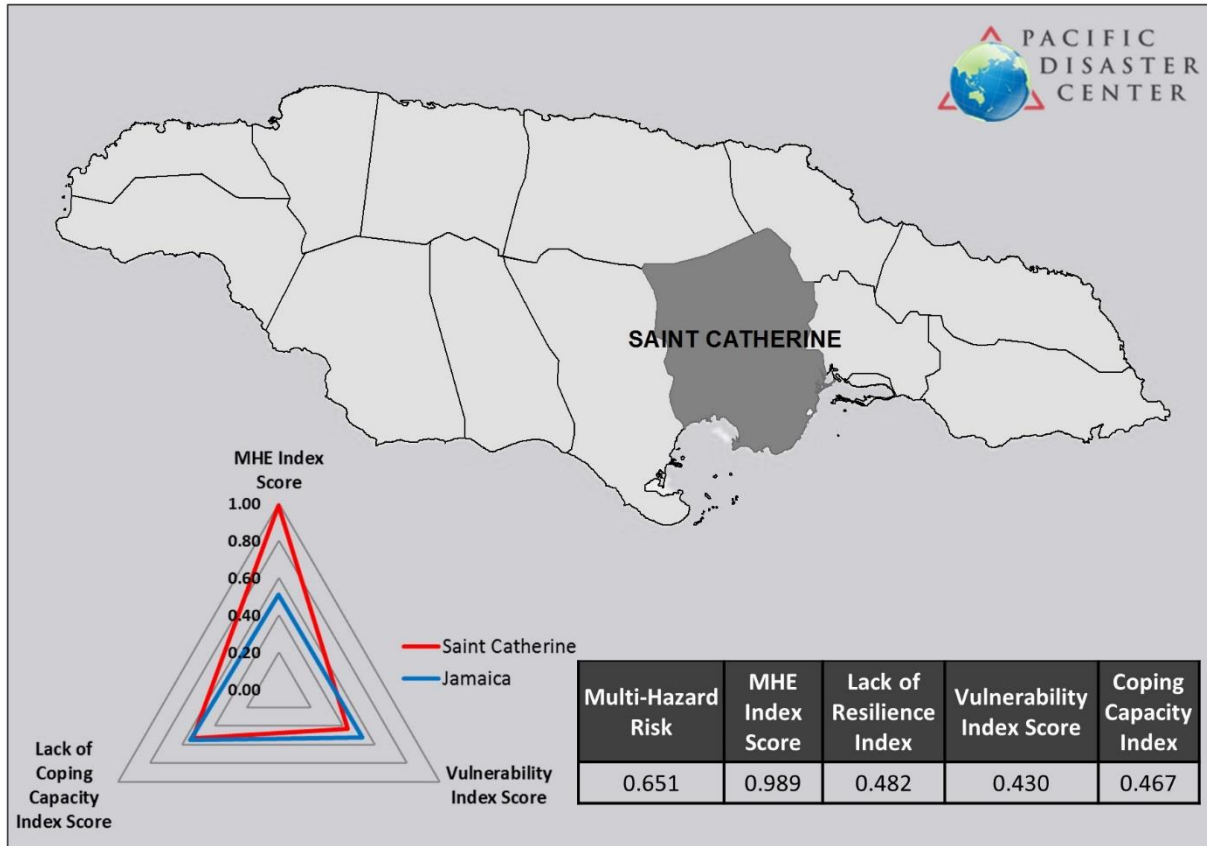 PACIFIC
DISASTER
CENTER
SAINT CATHERINE
MHE Index
Score
1.00
0.80
0.60
0.40
0.20
0.00
Saint Catherine
Jamaica
Lack of
Coping
Capacity
Index Score
Vulnerability
Index Score
Multi-Hazard
Risk
MHE
Index
Score
Lack of
Resilience
Index
Vulnerability
Index Score
Coping
Capacity
Index
0.651
0.989
0.482
0.430
0.467